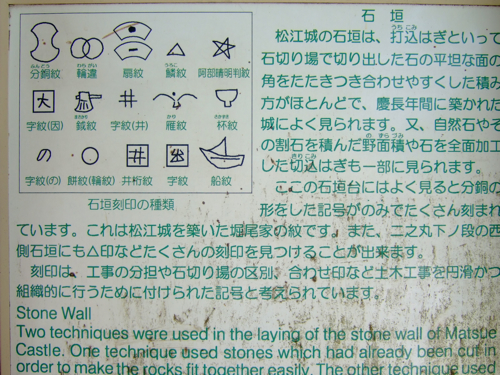 分銅紋 輪違 扇紋 鱗紋 阿部晴明判紋
字紋(因) 鉞紋 字紋(井) 雁紋 杯紋
字紋(の) 餅紋(輪紋) 井桁紋 字紋 船紋
石垣刻印の種類
石垣
松江城の石垣は、打込はぎといって
石切り場で切り出した石の平坦な面の
角をたたきつき合わせやすくした積み
方がほとんどで、慶長年間に築かれた
城によく見られます。又、自然石やそ
の割石を積んだ野面積や石を全面加工
した切込はぎも一部に見られます。
ここの石垣台にはよく見ると分銅の
形をした記号がのみでたくさん刻まれ
ています。これは松江城を築いた堀尾家の紋です。また、二之丸下ノ段の西
側石垣にも△印などたくさんの刻印を見つけることが出来ます。
刻印は、工事の分担や石切り場の区別、合わせ印など土木工事を円滑かつ
組織的に行うために付けられた記号と考えられています。
Stone Wall
Two techniques were used in the laying of the stone wall of Matsue
Castle. One technique used stones which had already been cut in
order to make the rocks fit together easily. The other technique used